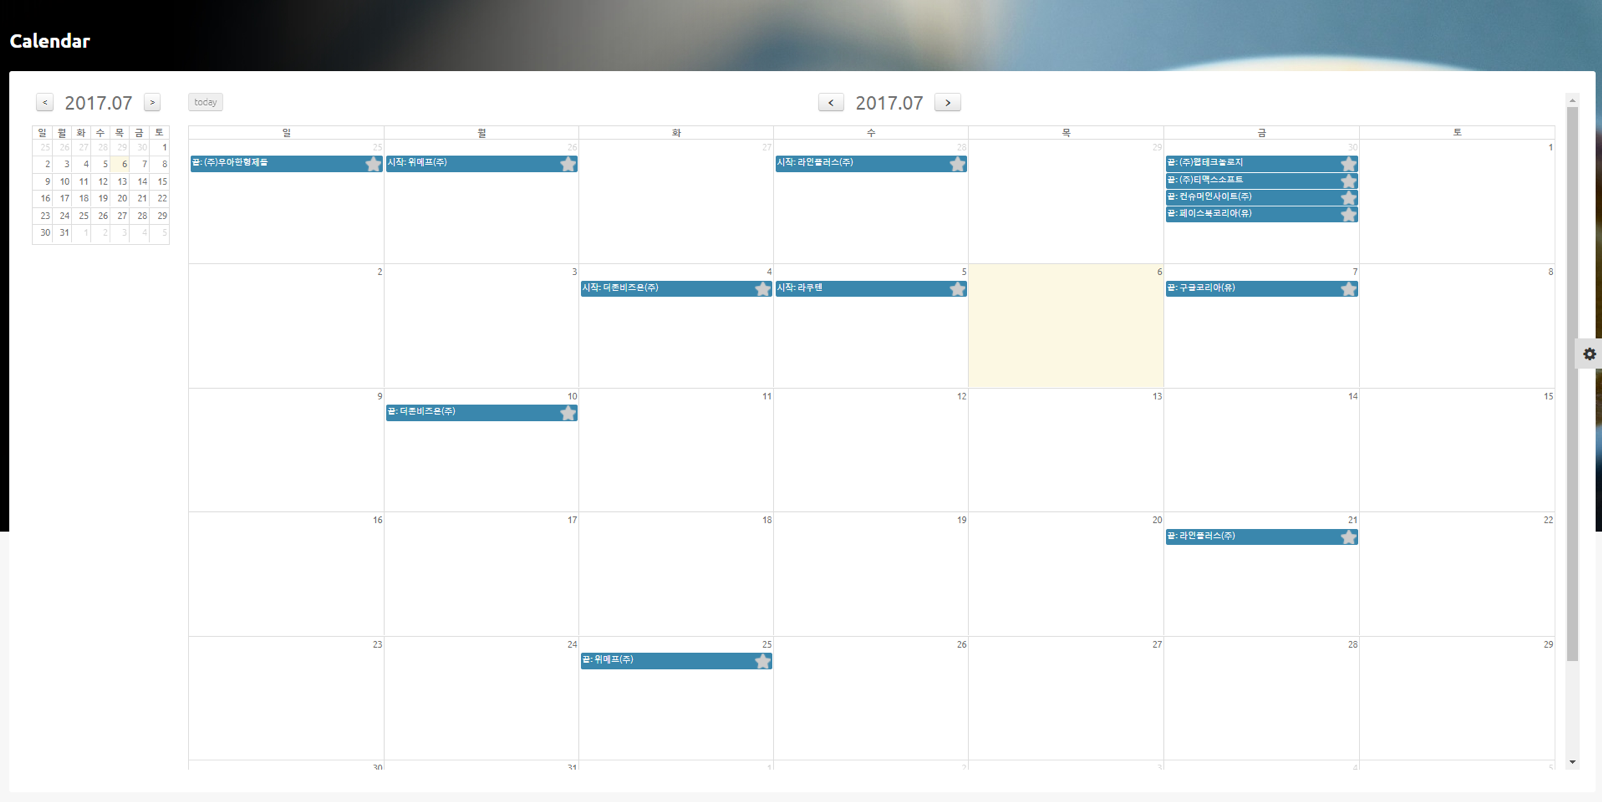 Calendar
< 2017.07 >
일 월 화 수 목 금 토
25 26 27 28 29 30 1
2 3 4 5 6 7 8
9 10 11 12 13 14 15
16 17 18 19 20 21 22
23 24 25 26 27 28 29
30 31 1 2 3 4 5
today
< 2017.07 >
일 월 화 수 목 금 토
25 26 27 28 29 30 1
끝: (주)우아한형제들
시작: 위메프(주)
시작: 라인플러스(주)
끝: (주)웹테크놀로지
끝: (주)티맥스소프트
끝: 컨슈머인사이트(주)
끝: 페이스북코리아(유)
2 3 4 5 6 7 8
시작: 더존비즈온(주)
시작: 라쿠텐
끝: 구글코리아(유)
9 10 11 12 13 14 15
끝: 더존비즈온(주)
16 17 18 19 20 21 22
끝: 라인플러스(주)
23 24 25 26 27 28 29
끝: 위메프(주)
30 31 1 2 3 4 5